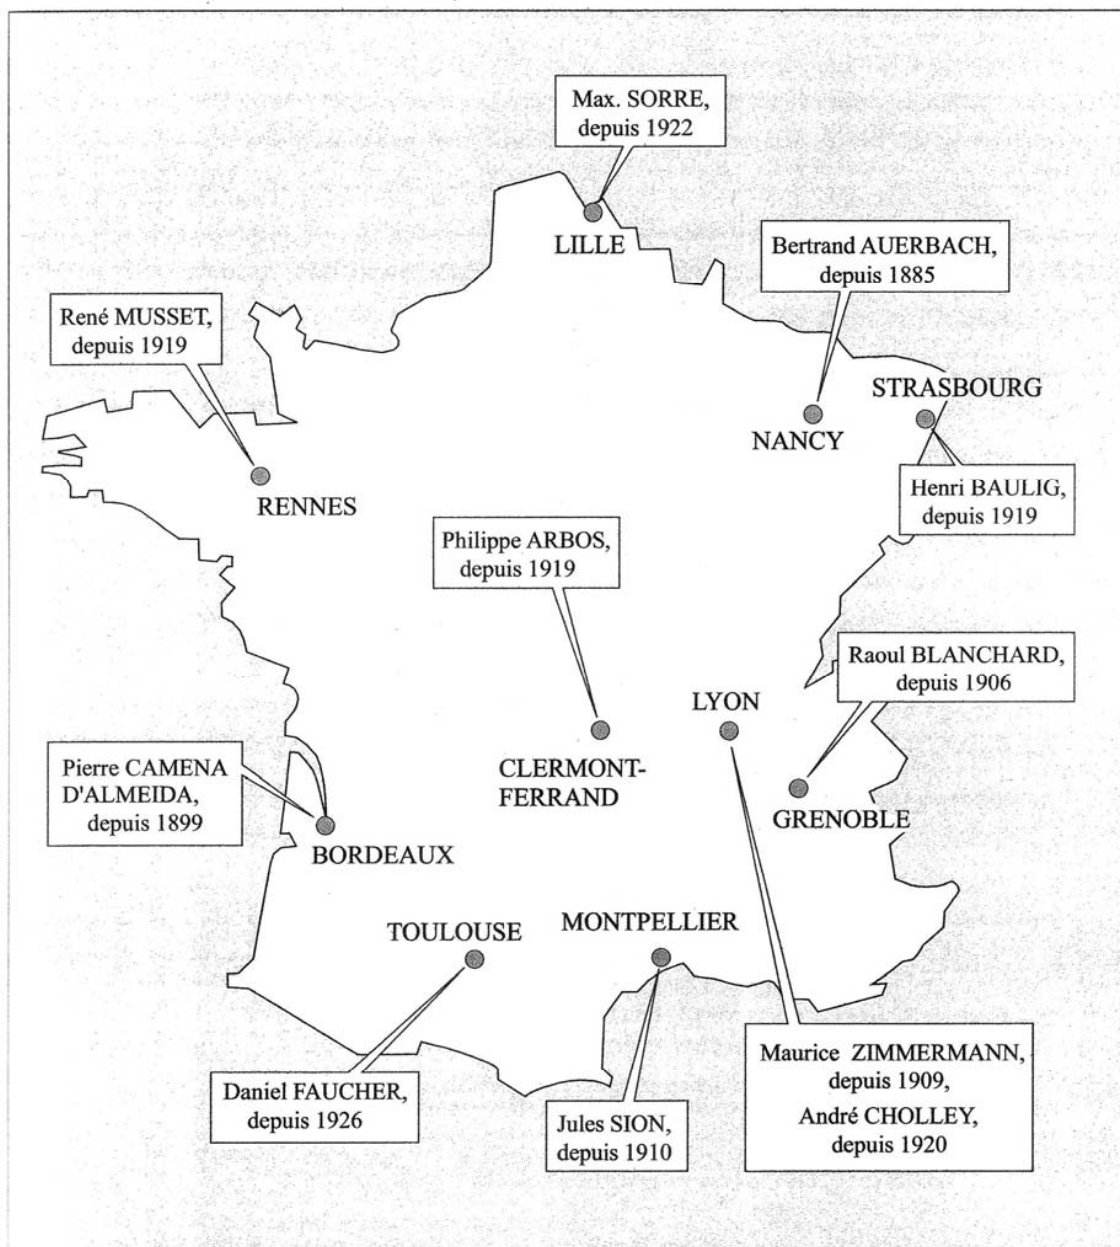 Max. SORRE,
depuis 1922
LILLE
Bertrand AUERBACH,
depuis 1885
René MUSSET,
depuis 1919
STRASBOURG
NANCY
RENNES
Henri BAULIG,
depuis 1919
Philippe ARBOS,
depuis 1919
Raoul BLANCHARD,
depuis 1906
LYON
CLERMONT-
FERRAND
Pierre CAMENA
D'ALMEIDA,
depuis 1899
GRENOBLE
BORDEAUX
TOULOUSE
MONTPELLIER
Maurice ZIMMERMANN,
depuis 1909,
André CHOLLEY,
depuis 1920
Daniel FAUCHER,
depuis 1926
Jules SION,
depuis 1910